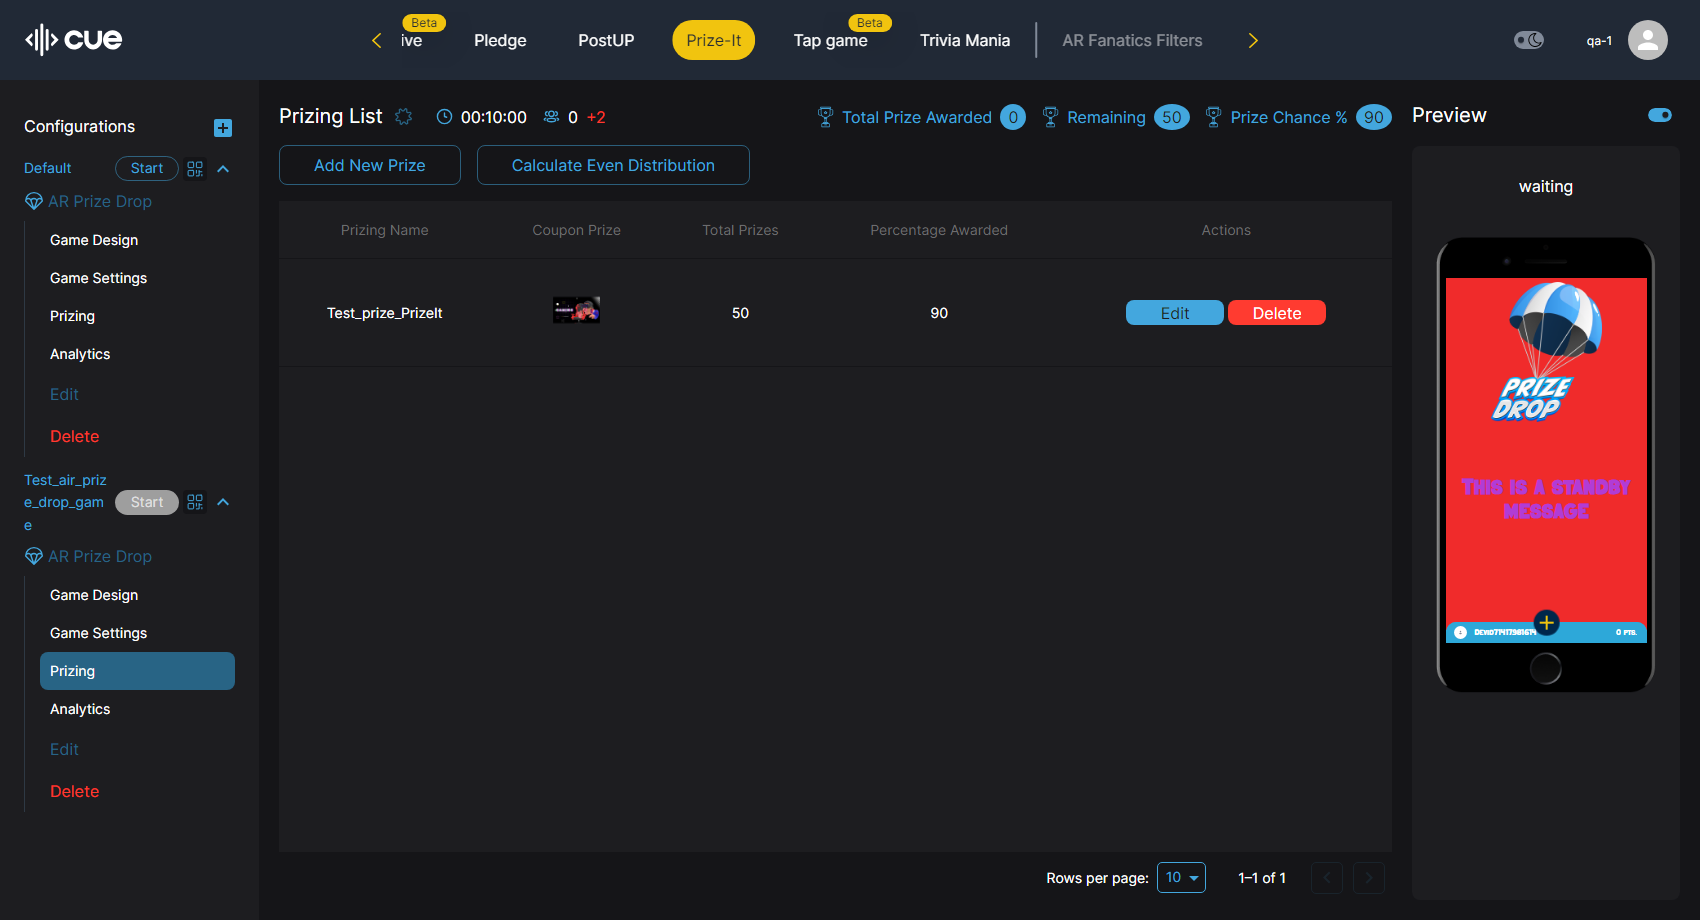 cue
Beta
ive
Pledge
PostUP
Prize-It
Beta
Tap game
Trivia Mania
AR Fanatics Filters
qa-1
Configurations
Default
Start
AR Prize Drop
Game Design
Game Settings
Prizing
Analytics
Edit
Delete
Test_air_priz
e_drop_gam
e
Start
AR Prize Drop
Game Design
Game Settings
Prizing
Analytics
Edit
Delete
Prizing List
00:10:00
0 +2
Total Prize Awarded 0
Remaining 50
Prize Chance % 90
Add New Prize
Calculate Even Distribution
Prizing Name
Coupon Prize
Total Prizes
Percentage Awarded
Actions
Test_prize_PrizeIt
50
90
Edit
Delete
Rows per page: 10
1–1 of 1
Preview
waiting
PRIZE
DROP
THIS IS A STANDBY
MESSAGE
0 PTS.